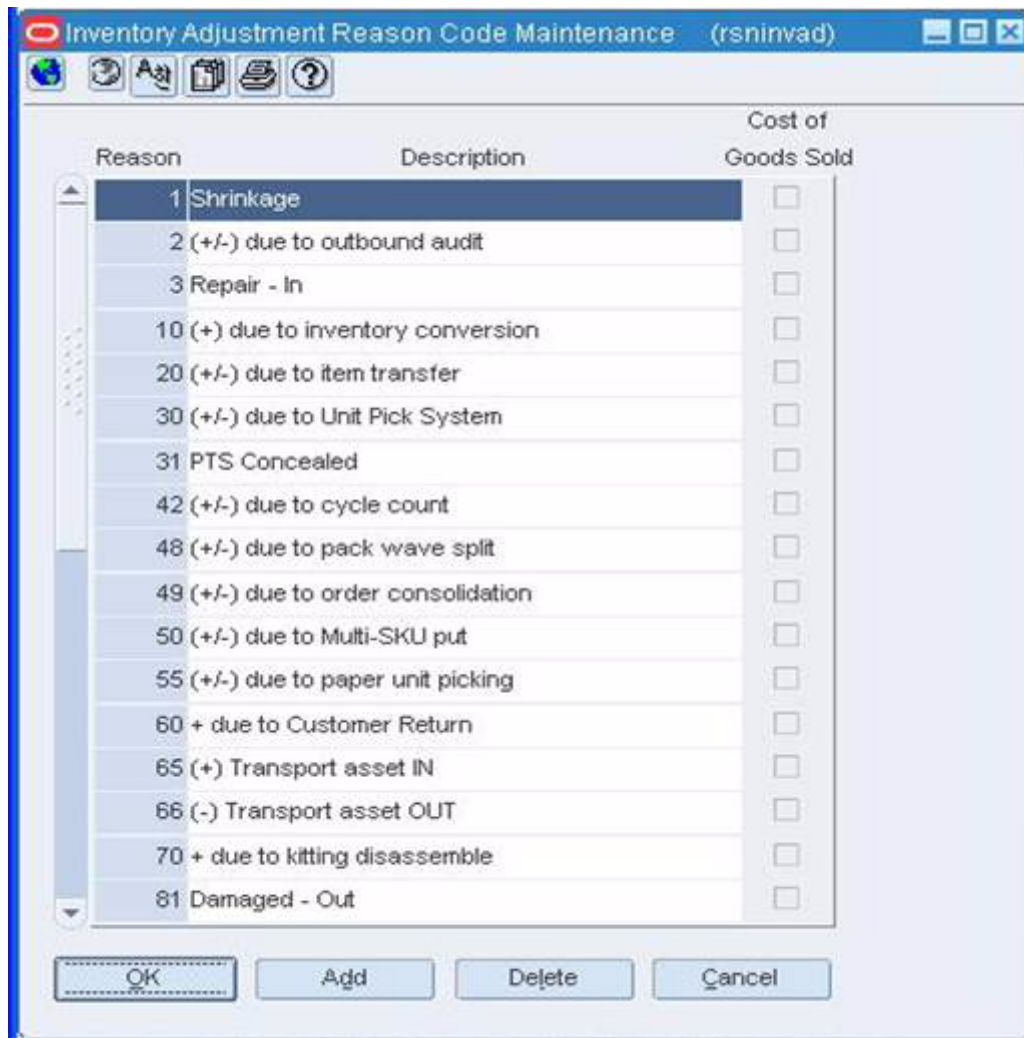 Inventory Adjustment Reason Code Maintenance (rsninvad)
Cost of
Reason Description Goods Sold
1 Shrinkage
2 (+/-) due to outbound audit
3 Repair - In
10 (+) due to inventory conversion
20 (+/-) due to item transfer
30 (+/-) due to Unit Pick System
31 PTS Concealed
42 (+/-) due to cycle count
48 (+/-) due to pack wave split
49 (+/-) due to order consolidation
50 (+/-) due to Multi-SKU put
55 (+/-) due to paper unit picking
60 + due to Customer Return
65 (+) Transport asset IN
66 (-) Transport asset OUT
70 + due to kitting disassemble
81 Damaged - Out
OK Add Delete Cancel